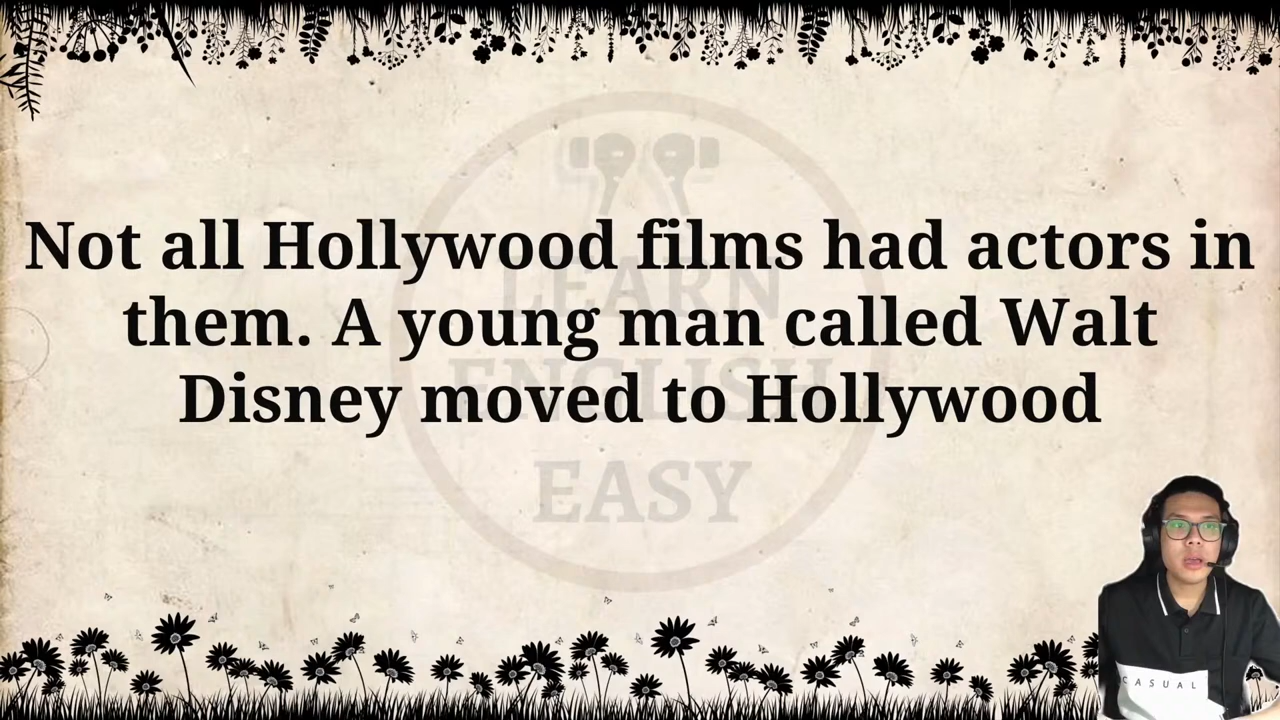 Not all Hollywood films had actors in
them. A young man called Walt
Disney moved to Hollywood
LEARN
ENGLISH
EASY
CASUAL